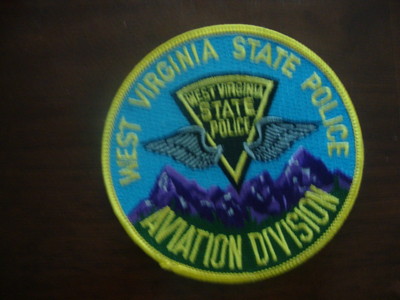 WEST VIRGINIA STATE POLICE
WEST VIRGINIA
STATE
POLICE
AVIATION DIVISION